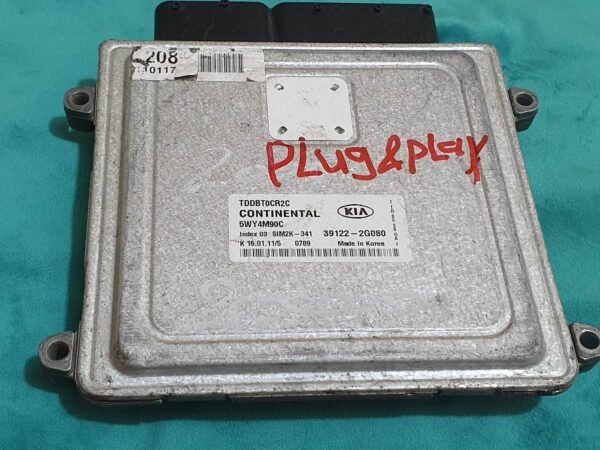 208
10117
PLug&pLay
TDDBT0CR2C
CONTINENTAL
KIA
5WY4M90C
Index 03 SIM2K-341 39122-2G080
K 16.01.11/5 0789 Made in Korea